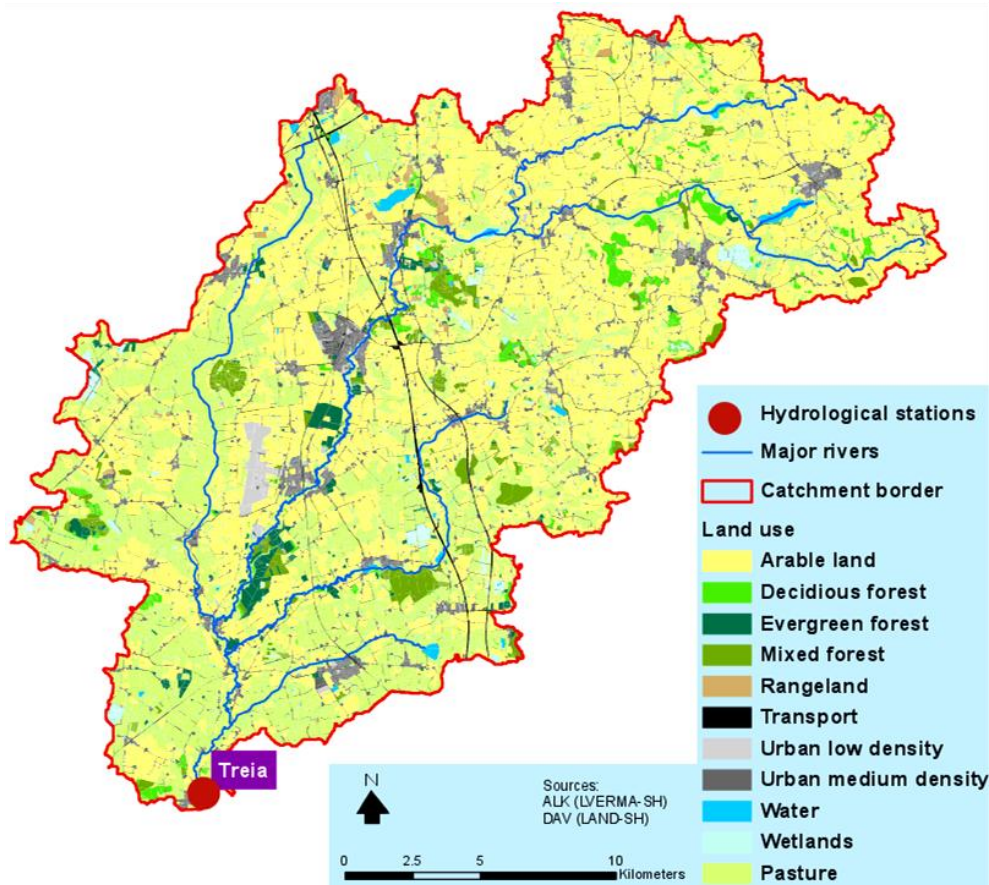 Treia
N
Sources:
ALK (LVERMA-SH)
DAV (LAND-SH)
0 2.5 5 10
Kilometers
Hydrological stations
Major rivers
Catchment border
Land use
Arable land
Decidious forest
Evergreen forest
Mixed forest
Rangeland
Transport
Urban low density
Urban medium density
Water
Wetlands
Pasture